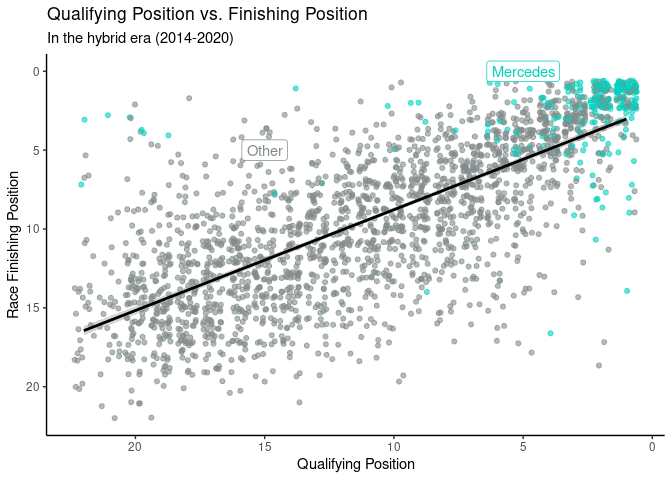 Qualifying Position vs. Finishing Position
In the hybrid era (2014-2020)
Mercedes
Other
Race Finishing Position
0
5
10
15
20
20
15
10
5
0
Qualifying Position